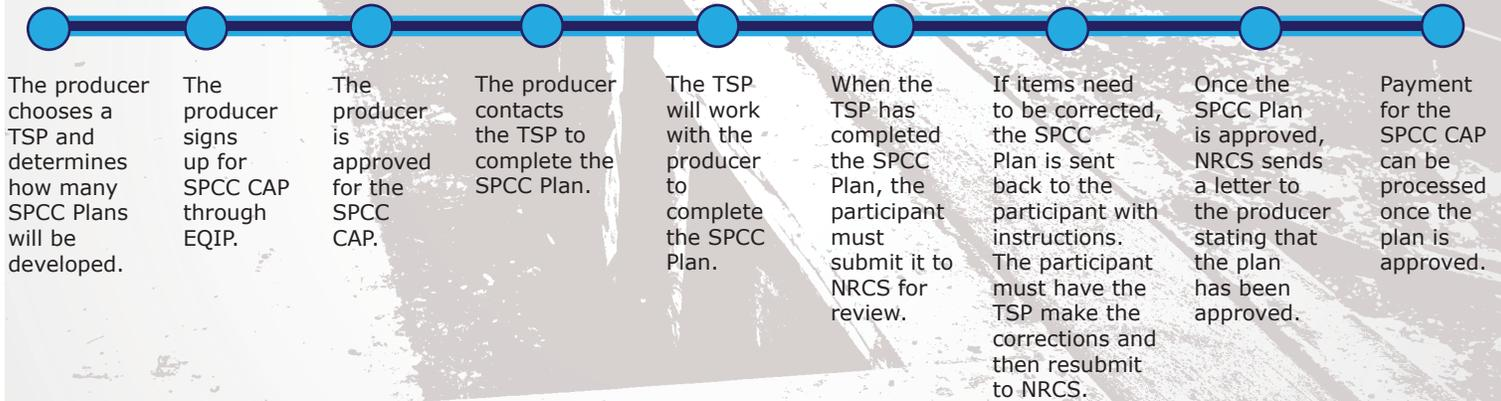 The producer
chooses a
TSP and
determines
how many
SPCC Plans
will be
developed.
The
producer
signs
up for
SPCC CAP
through
EQIP.
The
producer
is
approved
for the
SPCC
CAP.
The producer
contacts
the TSP to
complete the
SPCC Plan.
The TSP
will work
with the
producer
to
complete
the SPCC
Plan.
When the
TSP has
completed
the SPCC
Plan, the
participant
must
submit it to
NRCS for
review.
If items need
to be corrected,
the SPCC
Plan is sent
back to the
participant with
instructions.
The participant
must have the
TSP make the
corrections and
then resubmit
to NRCS.
Once the
SPCC Plan
is approved,
NRCS sends
a letter to
the producer
stating that
the plan
has been
approved.
Payment
for the
SPCC CAP
can be
processed
once the
plan is
approved.